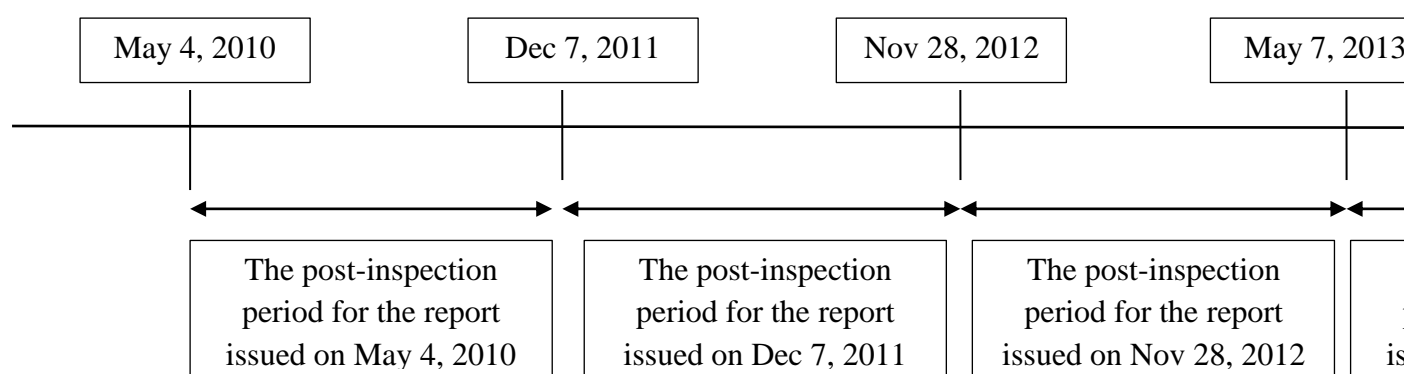 May 4, 2010
Dec 7, 2011
Nov 28, 2012
May 7, 2013
The post-inspection
period for the report
issued on May 4, 2010
The post-inspection
period for the report
issued on Dec 7, 2011
The post-inspection
period for the report
issued on Nov 28, 2012